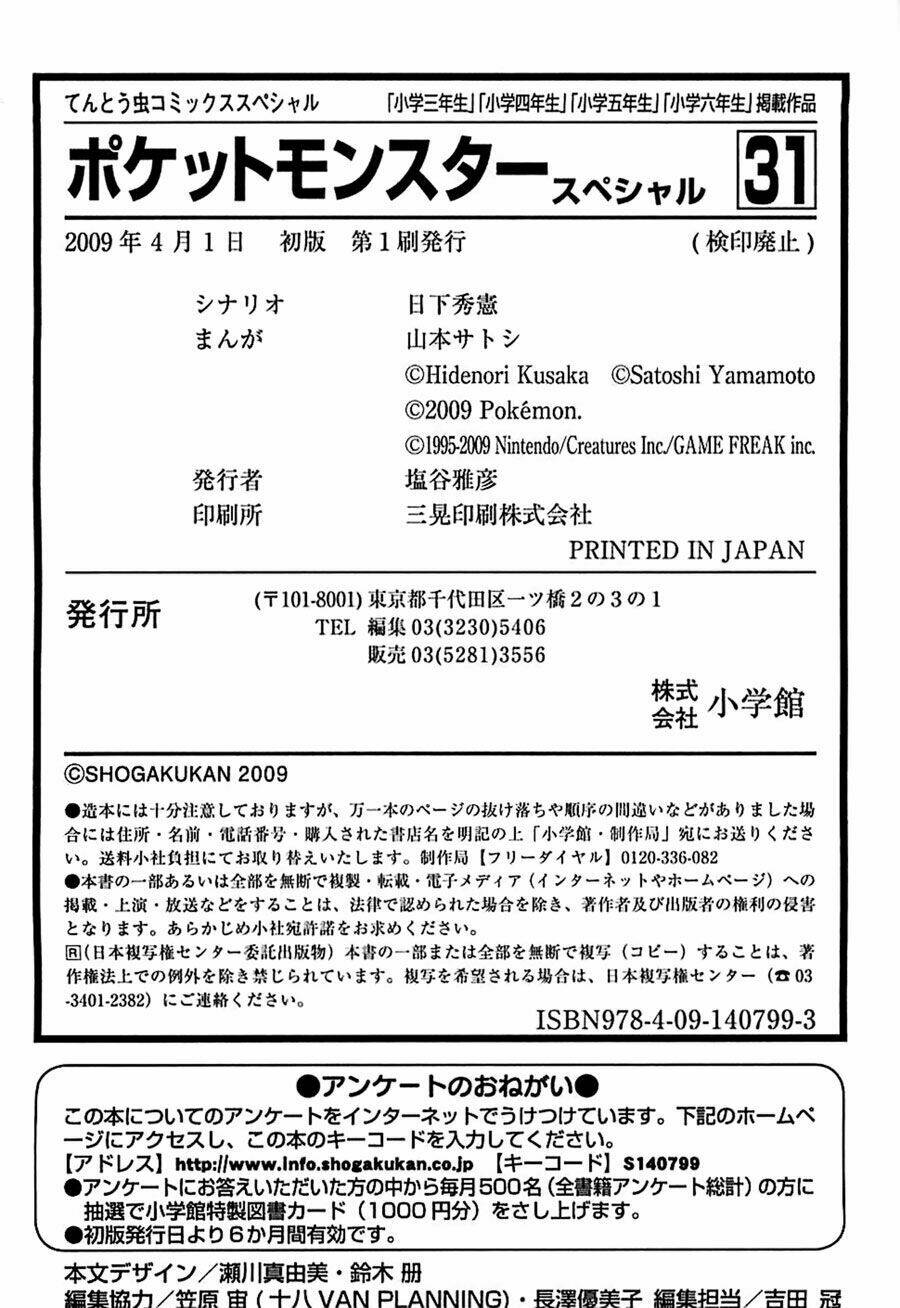 てんとう虫コミックススペシャル 「小学三年生」「小学四年生」「小学五年生」「小学六年生」掲載作品
ポケットモンスター スペシャル 31
2009年4月1日 初版 第1刷発行 (検印廃止)
シナリオ 日下秀憲
まんが 山本サトシ
©Hidenori Kusaka ©Satoshi Yamamoto
©2009 Pokémon.
©1995-2009 Nintendo/Creatures Inc./GAME FREAK inc.
発行者 塩谷雅彦
印刷所 三晃印刷株式会社
PRINTED IN JAPAN
発行所 (〒101-8001) 東京都千代田区一ツ橋2の3の1
TEL 編集 03(3230)5406
販売 03(5281)3556
株式会社 小学館
©SHOGAKUKAN 2009
●造本には十分注意しておりますが、万一本のページの抜け落ちや順序の間違いなどがありました場
合には住所・名前・電話番号・購入された書店名を明記の上「小学館・制作局」宛にお送りくださ
い。送料小社負担にてお取り替えいたします。制作局【フリーダイヤル】0120-336-082
●本書の一部あるいは全部を無断で複製・転載・電子メディア（インターネットやホームページ）への
掲載・上演・放送などをすることは、法律で認められた場合を除き、著作者及び出版者の権利の侵害
となります。あらかじめ小社宛許諾をお求めください。
R(日本複写権センター委託出版物) 本書の一部または全部を無断で複写（コピー）することは、著
作権法上での例外を除き禁じられています。複写を希望される場合は、日本複写権センター（☎03
-3401-2382）にご連絡ください。
ISBN978-4-09-140799-3
●アンケートのおねがい●
この本についてのアンケートをインターネットでうけつけています。下記のホームペ
ージにアクセスし、この本のキーコードを入力してください。
【アドレス】http://www.info.shogakukan.co.jp 【キーコード】S140799
●アンケートにお答えいただいた方の中から毎月500名（全書籍アンケート総計）の方に
抽選で小学館特製図書カード（1000円分）をさし上げます。
●初版発行日より6か月間有効です。
本文デザイン／瀬川真由美・鈴木 册
編集協力／笠原 宙（十八VAN PLANNING)・長澤優美子 編集担当／吉田 冠